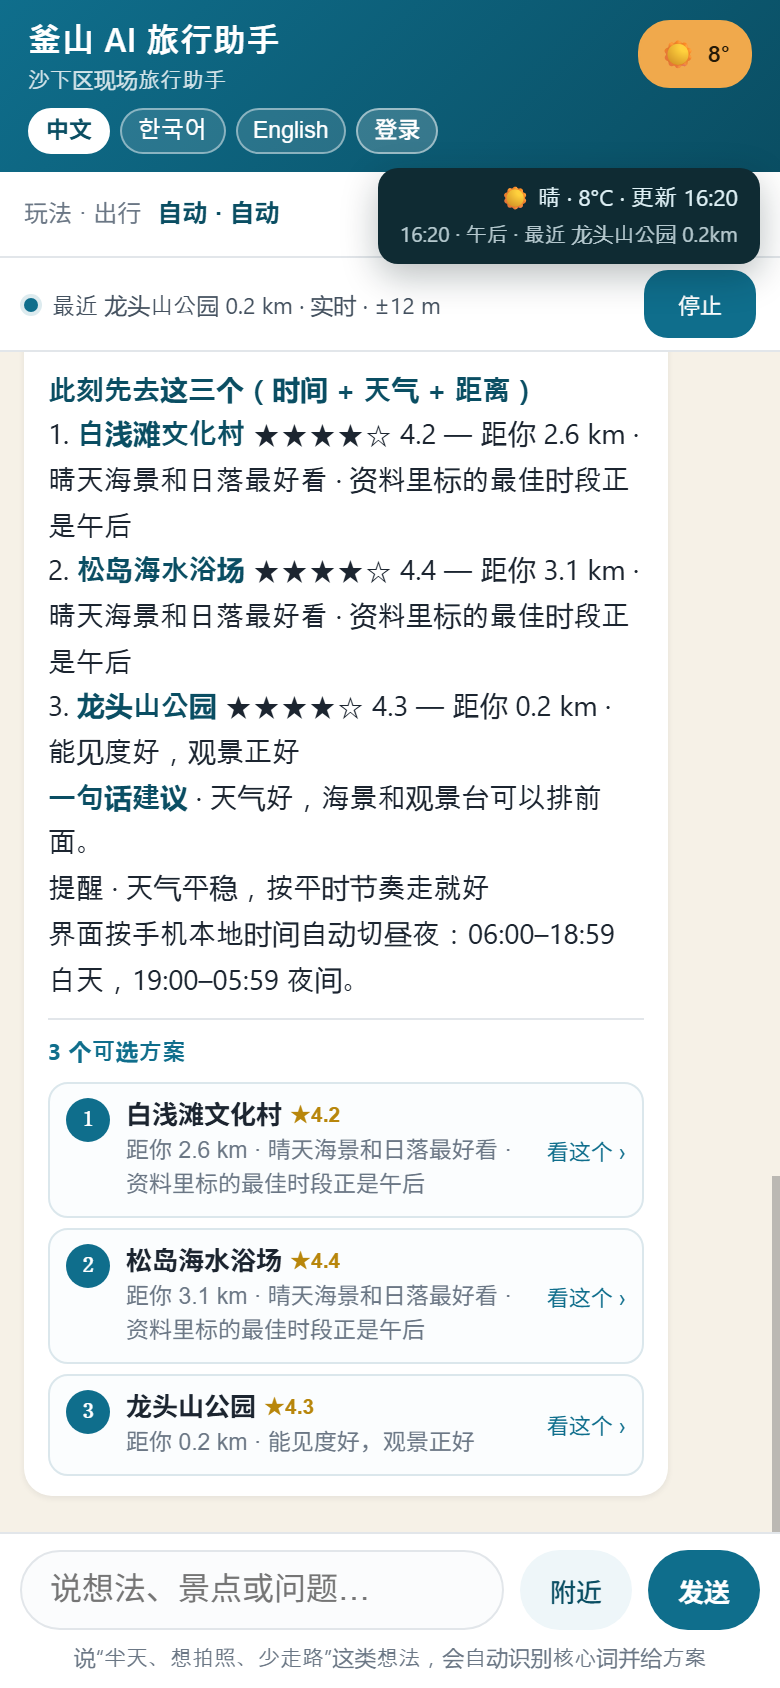 釜山 AI 旅行助手
8°
沙下区现场旅行助手
中文 한국어 English 登录
玩法 · 出行 自动 · 自动
晴 · 8°C · 更新 16:20
16:20 · 午后 · 最近 龙头山公园 0.2km
最近 龙头山公园 0.2 km · 实时 · ±12 m
停止
此刻先去这三个（时间 + 天气 + 距离）
1. 白浅滩文化村 ★★★★☆ 4.2 — 距你 2.6 km ·
晴天海景和日落最好看 · 资料里标的最佳时段正
是午后
2. 松岛海水浴场 ★★★★☆ 4.4 — 距你 3.1 km ·
晴天海景和日落最好看 · 资料里标的最佳时段正
是午后
3. 龙头山公园 ★★★★☆ 4.3 — 距你 0.2 km ·
能见度好，观景正好
一句话建议 · 天气好，海景和观景台可以排前
面。
提醒 · 天气平稳，按平时节奏走就好
界面按手机本地时间自动切昼夜：06:00–18:59
白天，19:00–05:59 夜间。
3 个可选方案
1 白浅滩文化村 ★4.2
距你 2.6 km · 晴天海景和日落最好看 ·
资料里标的最佳时段正是午后
看这个 ›
2 松岛海水浴场 ★4.4
距你 3.1 km · 晴天海景和日落最好看 ·
资料里标的最佳时段正是午后
看这个 ›
3 龙头山公园 ★4.3
距你 0.2 km · 能见度好，观景正好
看这个 ›
说想法、景点或问题…
附近
发送
说“半天、想拍照、少走路”这类想法，会自动识别核心词并给方案